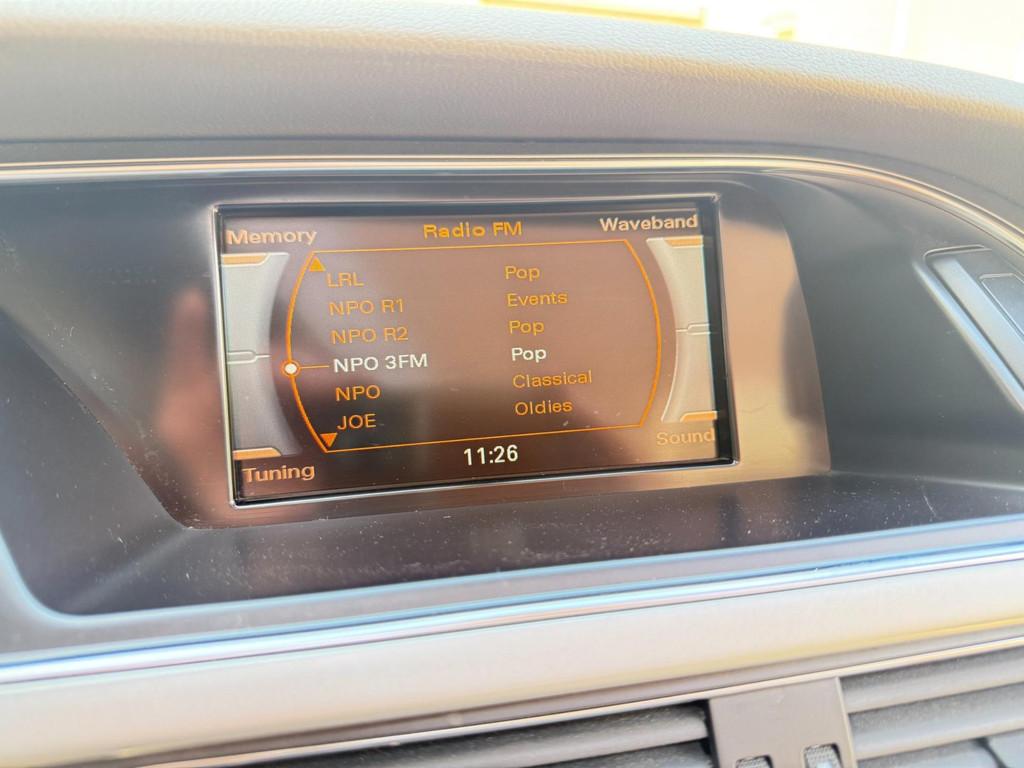 Memory Radio FM Waveband
LRL Pop
NPO R1 Events
NPO R2 Pop
NPO 3FM Pop
NPO Classical
JOE Oldies
Tuning 11:26 Sound